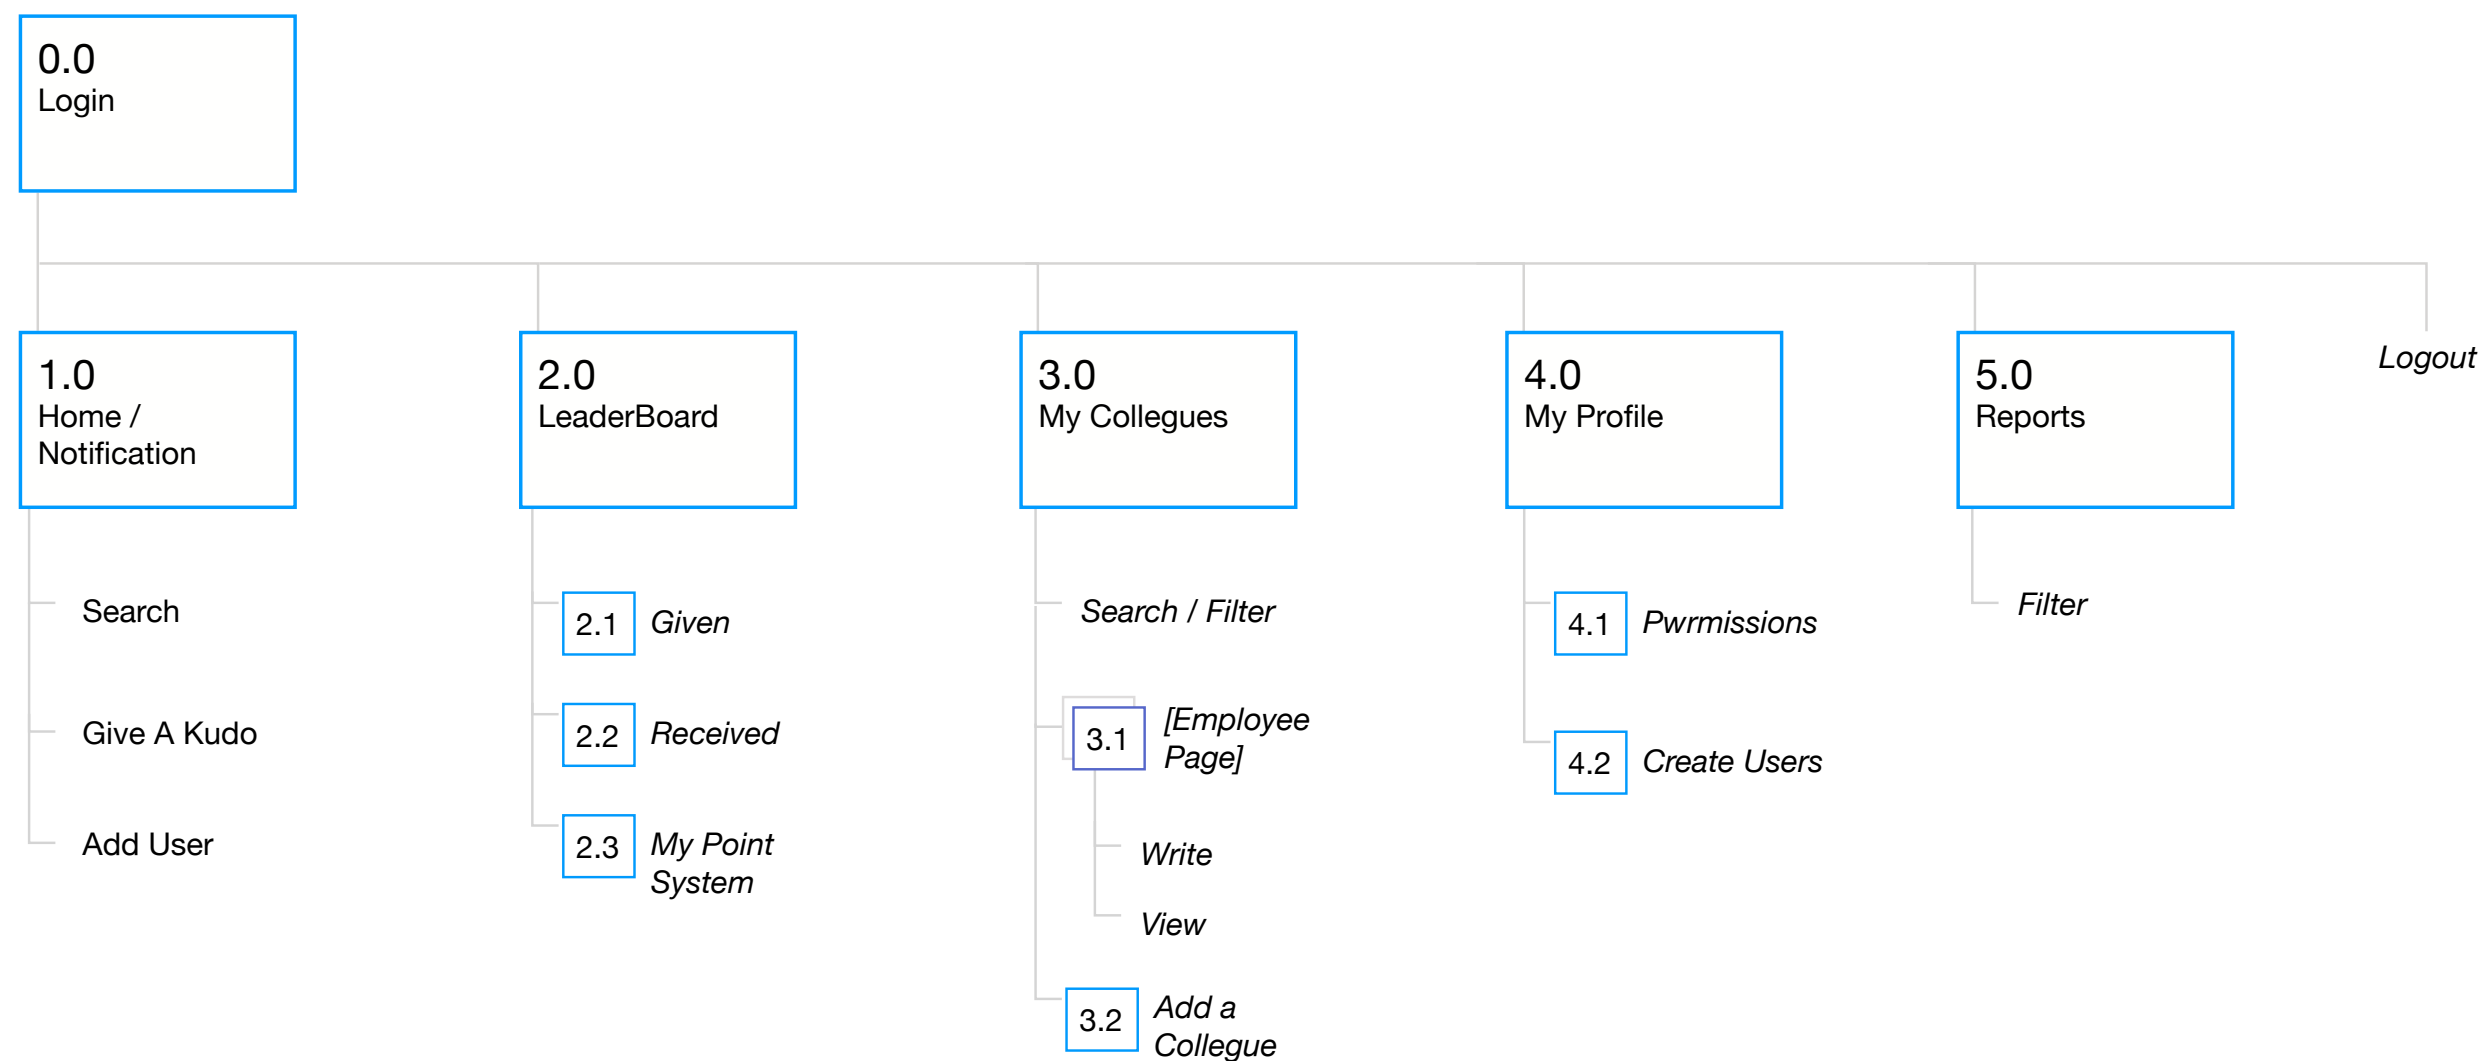 0.0
Login
1.0
Home /
Notification
Search
Give A Kudo
Add User
2.0
LeaderBoard
2.1
Given
2.2
Received
2.3
My Point
System
3.0
My Collegues
Search / Filter
3.1
[Employee
Page]
Write
View
3.2
Add a
Collegue
4.0
My Profile
4.1
Pwrmissions
4.2
Create Users
5.0
Reports
Filter
Logout